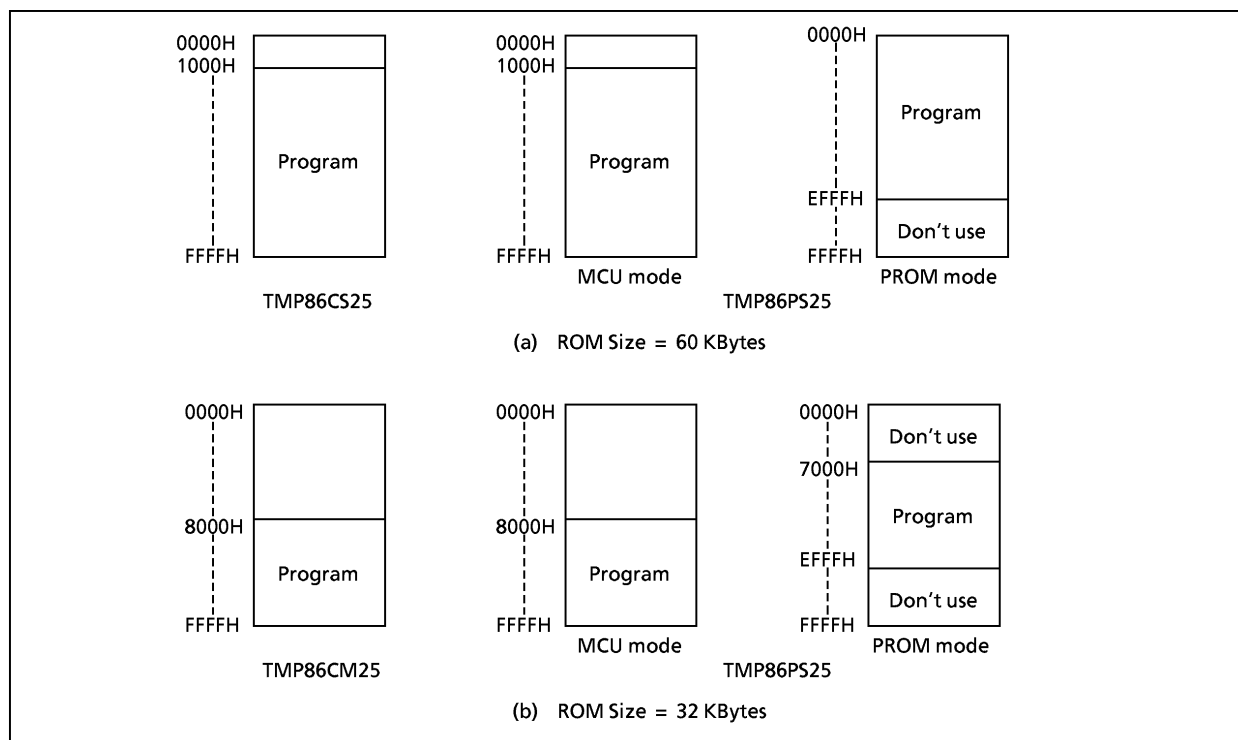 0000H
1000H
Program
FFFFH
TMP86CS25
0000H
1000H
Program
FFFFH
MCU mode
0000H
Program
EFFFH
Don't use
FFFFH
PROM mode
TMP86PS25
(a) ROM Size = 60 KBytes
0000H
8000H
Program
FFFFH
TMP86CM25
0000H
8000H
Program
FFFFH
MCU mode
0000H
Don't use
7000H
Program
EFFFH
Don't use
FFFFH
PROM mode
TMP86PS25
(b) ROM Size = 32 KBytes